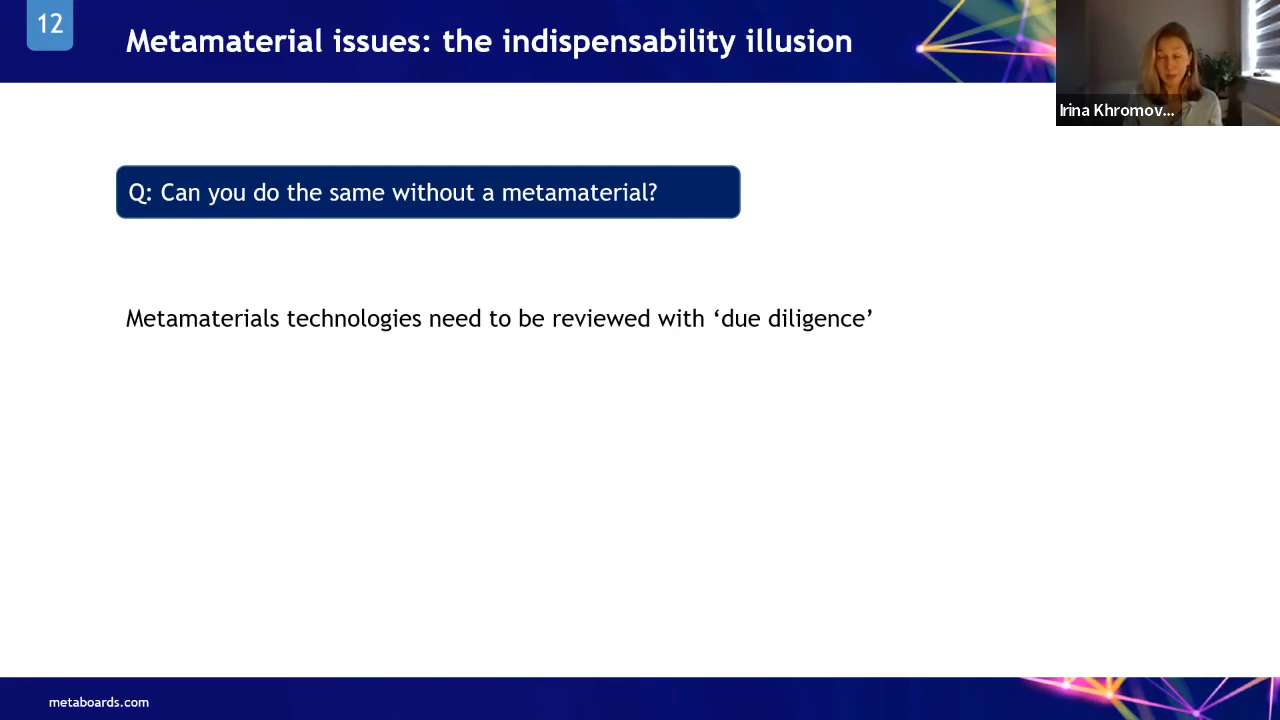 12
Metamaterial issues: the indispensability illusion
Irina Khromov...
Q: Can you do the same without a metamaterial?
Metamaterials technologies need to be reviewed with ‘due diligence’
metaboards.com